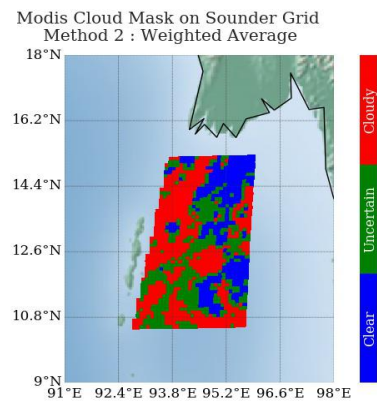 Modis Cloud Mask on Sounder Grid
Method 2 : Weighted Average
18°N
16.2°N
14.4°N
12.6°N
10.8°N
9°N
91°E 92.4°E 93.8°E 95.2°E 96.6°E 98°E
Cloudy
Uncertain
Clear